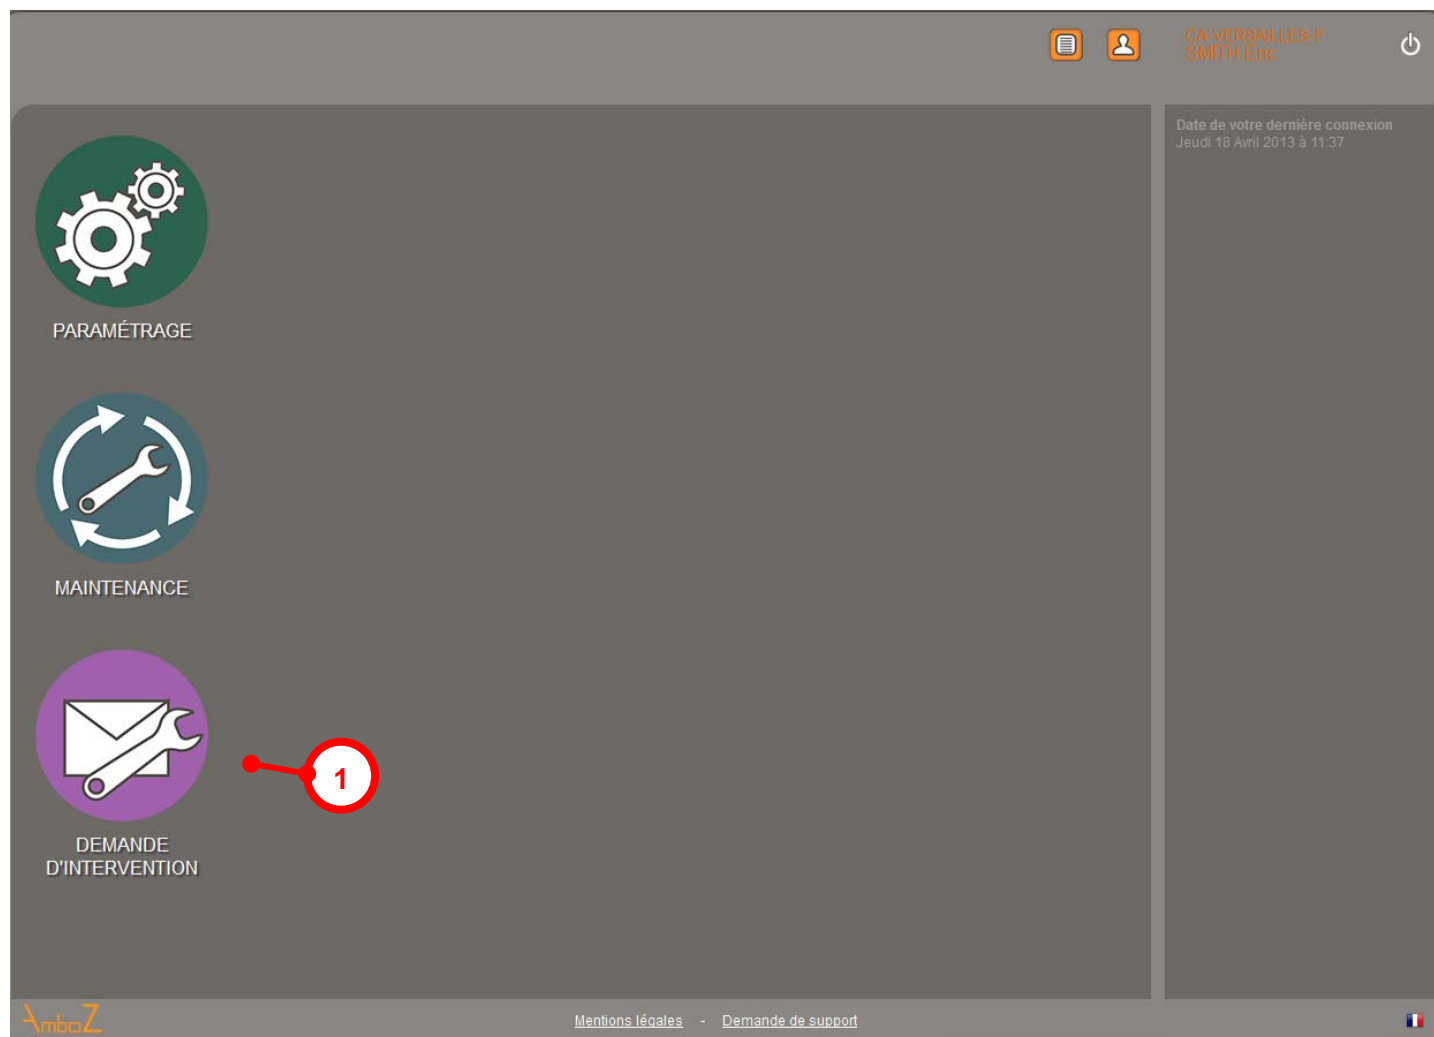 CA-VERSAILLES-F
SMITH Eric
Date de votre dernière connexion
Jeudi 18 Avril 2013 à 11:37
PARAMÉTRAGE
MAINTENANCE
1
DEMANDE
D'INTERVENTION
AmboZ
Mentions légales - Demande de support